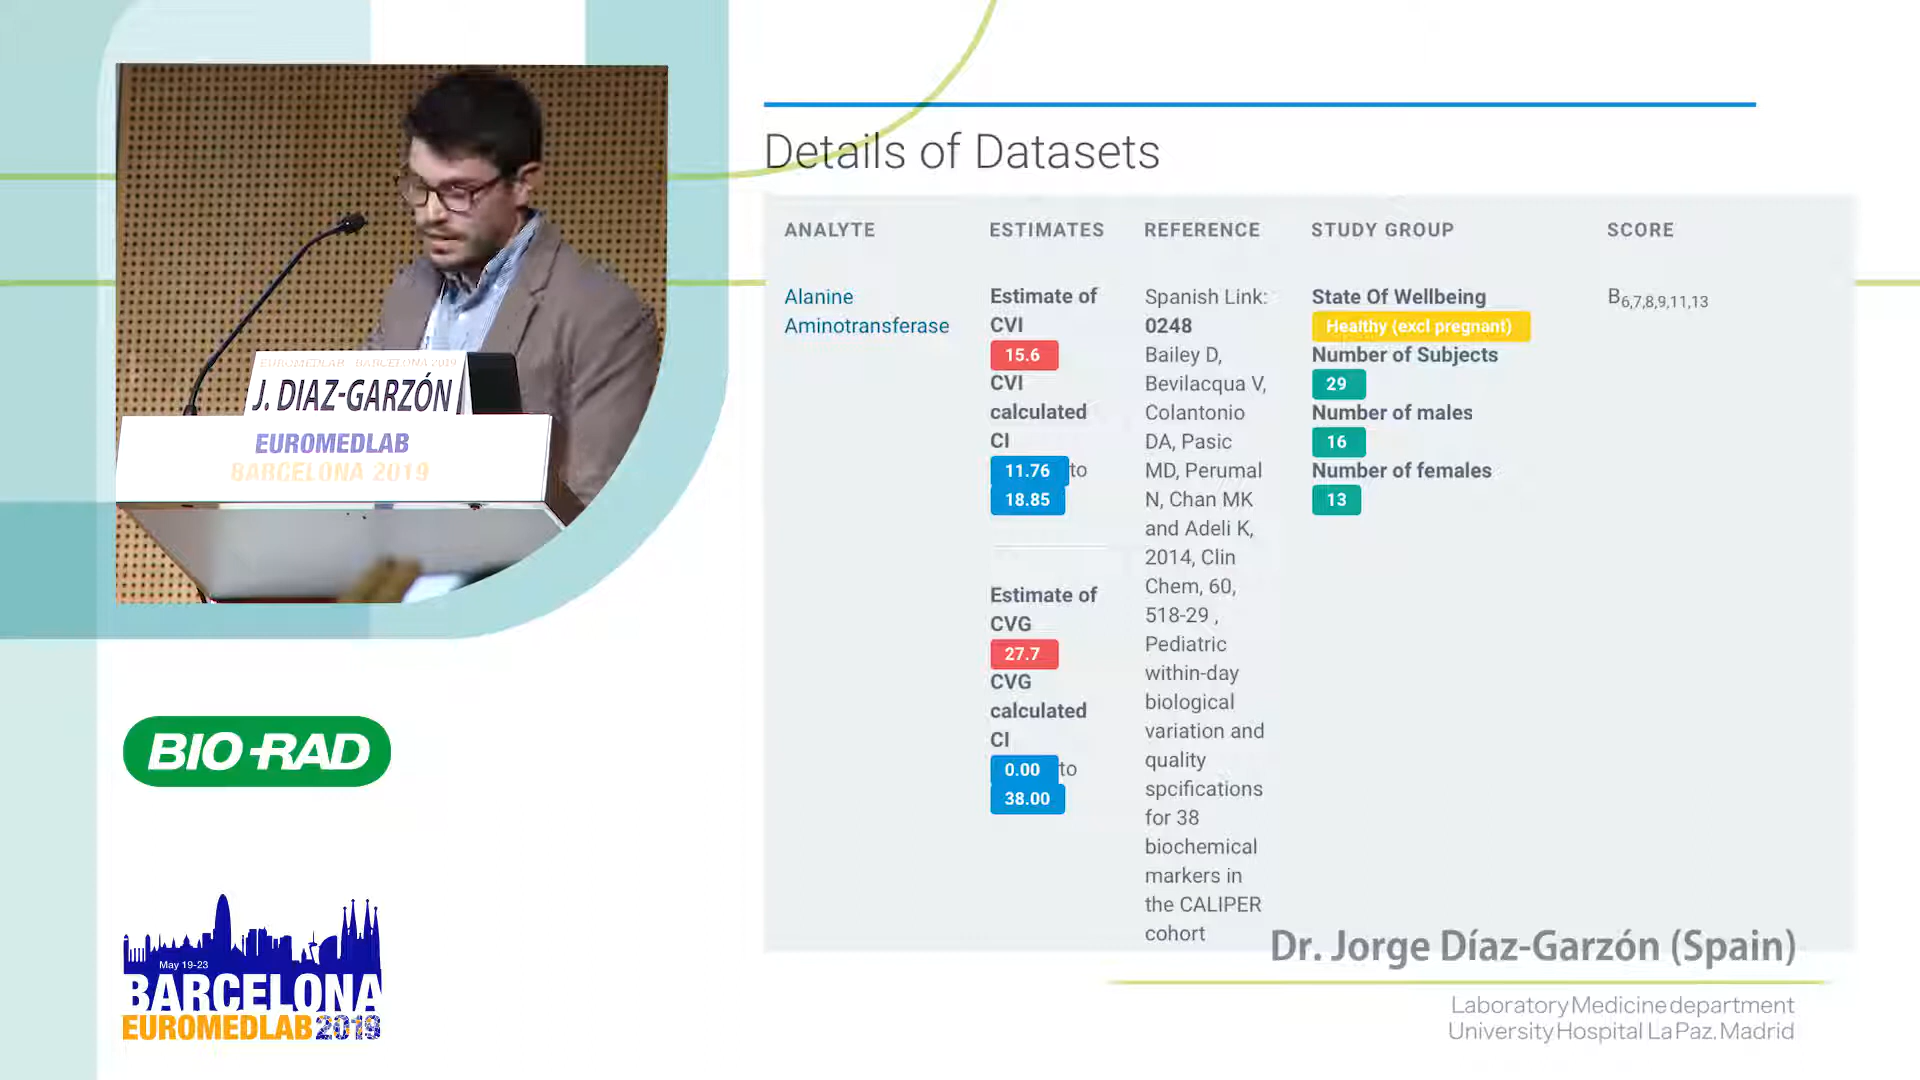 Details of Datasets
ANALYTE
ESTIMATES
REFERENCE
STUDY GROUP
SCORE
Alanine
Aminotransferase
Estimate of
CVI
15.6
CVI
calculated
CI
11.76 to
18.85
Estimate of
CVG
27.7
CVG
calculated
CI
0.00 to
38.00
Spanish Link:
0248
Bailey D,
Bevilacqua V,
Colantonio
DA, Pasic
MD, Perumal
N, Chan MK
and Adeli K,
2014, Clin
Chem, 60,
518-29 ,
Pediatric
within-day
biological
variation and
quality
spcifications
for 38
biochemical
markers in
the CALIPER
cohort
State Of Wellbeing
Healthy (excl pregnant)
Number of Subjects
29
Number of males
16
Number of females
13
B6,7,8,9,11,13
EUROMEDLAB - BARCELONA 2019
J. DIAZ-GARZÓN
EUROMEDLAB
BARCELONA 2019
BIO-RAD
May 19-23
BARCELONA
EUROMEDLAB 2019
Dr. Jorge Díaz-Garzón (Spain)
Laboratory Medicine department
University Hospital La Paz. Madrid